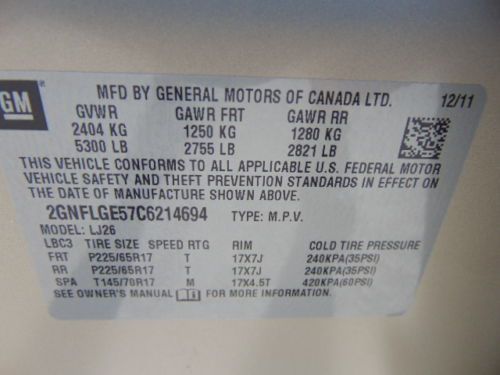 GM
MFD BY GENERAL MOTORS OF CANADA LTD. 12/11
GVWR GAWR FRT GAWR RR
2404 KG 1250 KG 1280 KG
5300 LB 2755 LB 2821 LB
THIS VEHICLE CONFORMS TO ALL APPLICABLE U.S. FEDERAL MOTOR
VEHICLE SAFETY AND THEFT PREVENTION STANDARDS IN EFFECT ON
THE DATE OF MANUFACTURE SHOWN ABOVE.
2GNFLGE57C6214694 TYPE: M.P.V.
MODEL: LJ26
LBC3 TIRE SIZE SPEED RTG RIM COLD TIRE PRESSURE
FRT P225/65R17 T 17X7J 240KPA(35PSI)
RR P225/65R17 T 17X7J 240KPA(35PSI)
SPA T145/70R17 M 17X4.5T 420KPA(60PSI)
SEE OWNER'S MANUAL FOR MORE INFORMATION